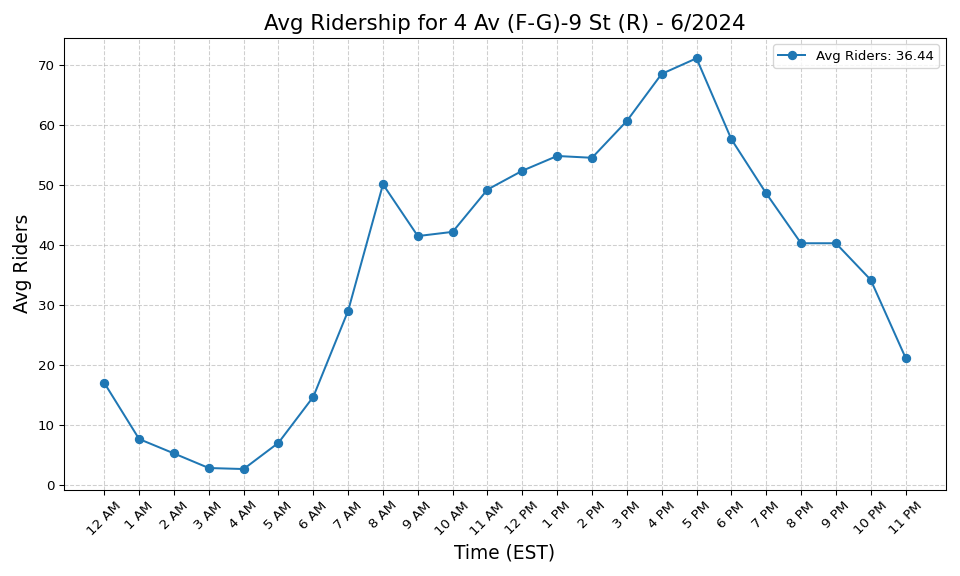 Avg Ridership for 4 Av (F-G)-9 St (R) - 6/2024
Avg Riders: 36.44
Avg Riders
70
60
50
40
30
20
10
0
12 AM 1 AM 2 AM 3 AM 4 AM 5 AM 6 AM 7 AM 8 AM 9 AM 10 AM 11 AM 12 PM 1 PM 2 PM 3 PM 4 PM 5 PM 6 PM 7 PM 8 PM 9 PM 10 PM 11 PM
Time (EST)